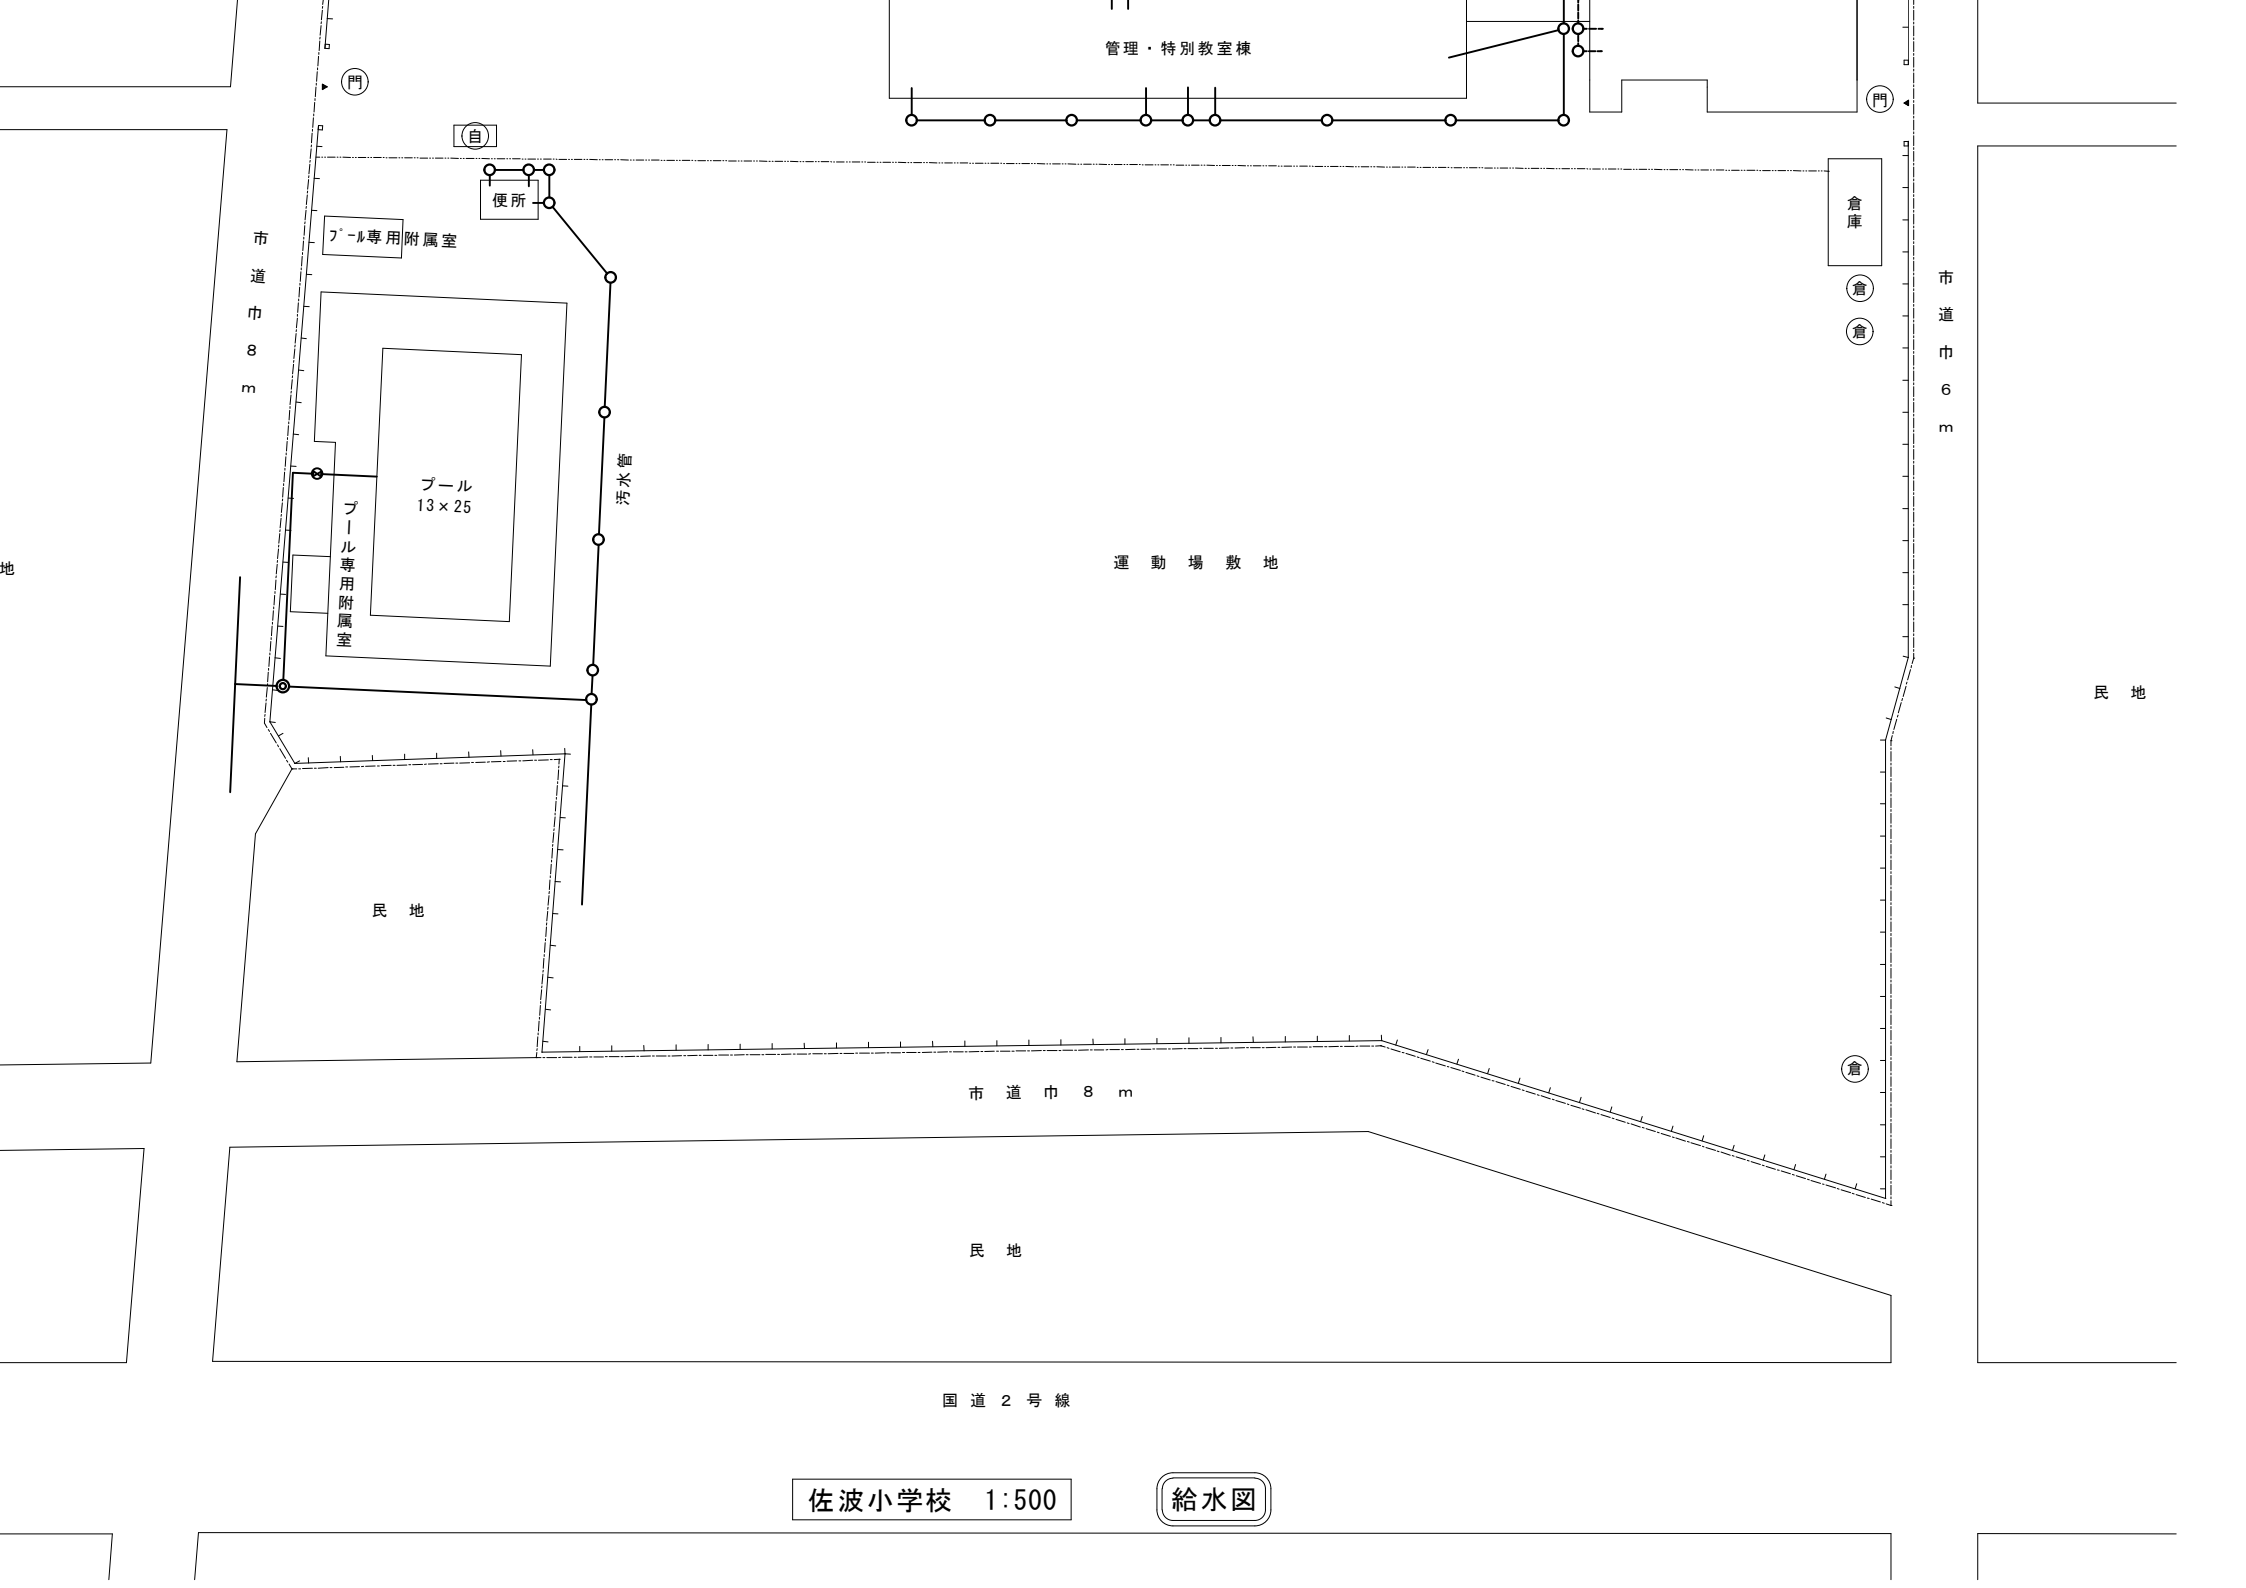 管理・特別教室棟
門
門
自
便所
ﾌﾟｰﾙ専用附属室
倉庫
倉
倉
市道巾8m
市道巾6m
プール
13×25
プール専用附属室
汚水管
運動場敷地
地
民地
民地
倉
市道巾8m
民地
国道2号線
佐波小学校 1:500
給水図